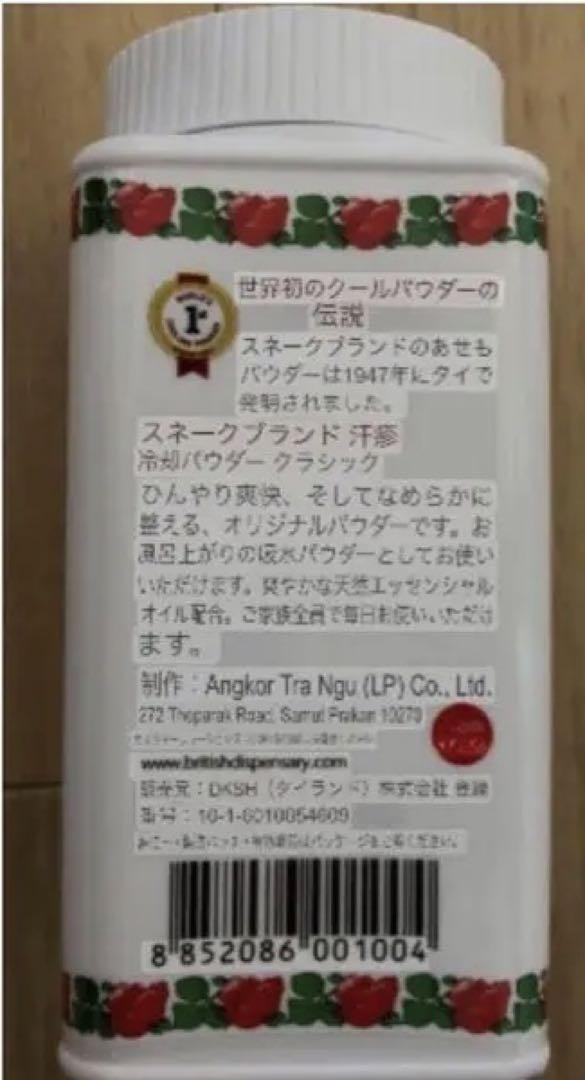 世界初のクールパウダーの
伝説
スネークブランドのあせも
パウダーは1947年にタイで
発明されました。
スネークブランド 汗疹
冷却パウダー クラシック
ひんやり爽快、そしてなめらかに
整える、オリジナルパウダーです。お
風呂上がりの吸水パウダーとしてお使い
いただけます。爽やかな天然エッセンシャル
オイル配合。ご家族全員で毎日お使いいただけ
ます。
制作：Angkor Tra Ngu (LP) Co., Ltd.
272 Theparak Road, Samut Prakan 10270
www.britishdispensary.com
販売元：DKSH（タイランド）株式会社 登録
番号：10-1-6010054609
8 852086 001004